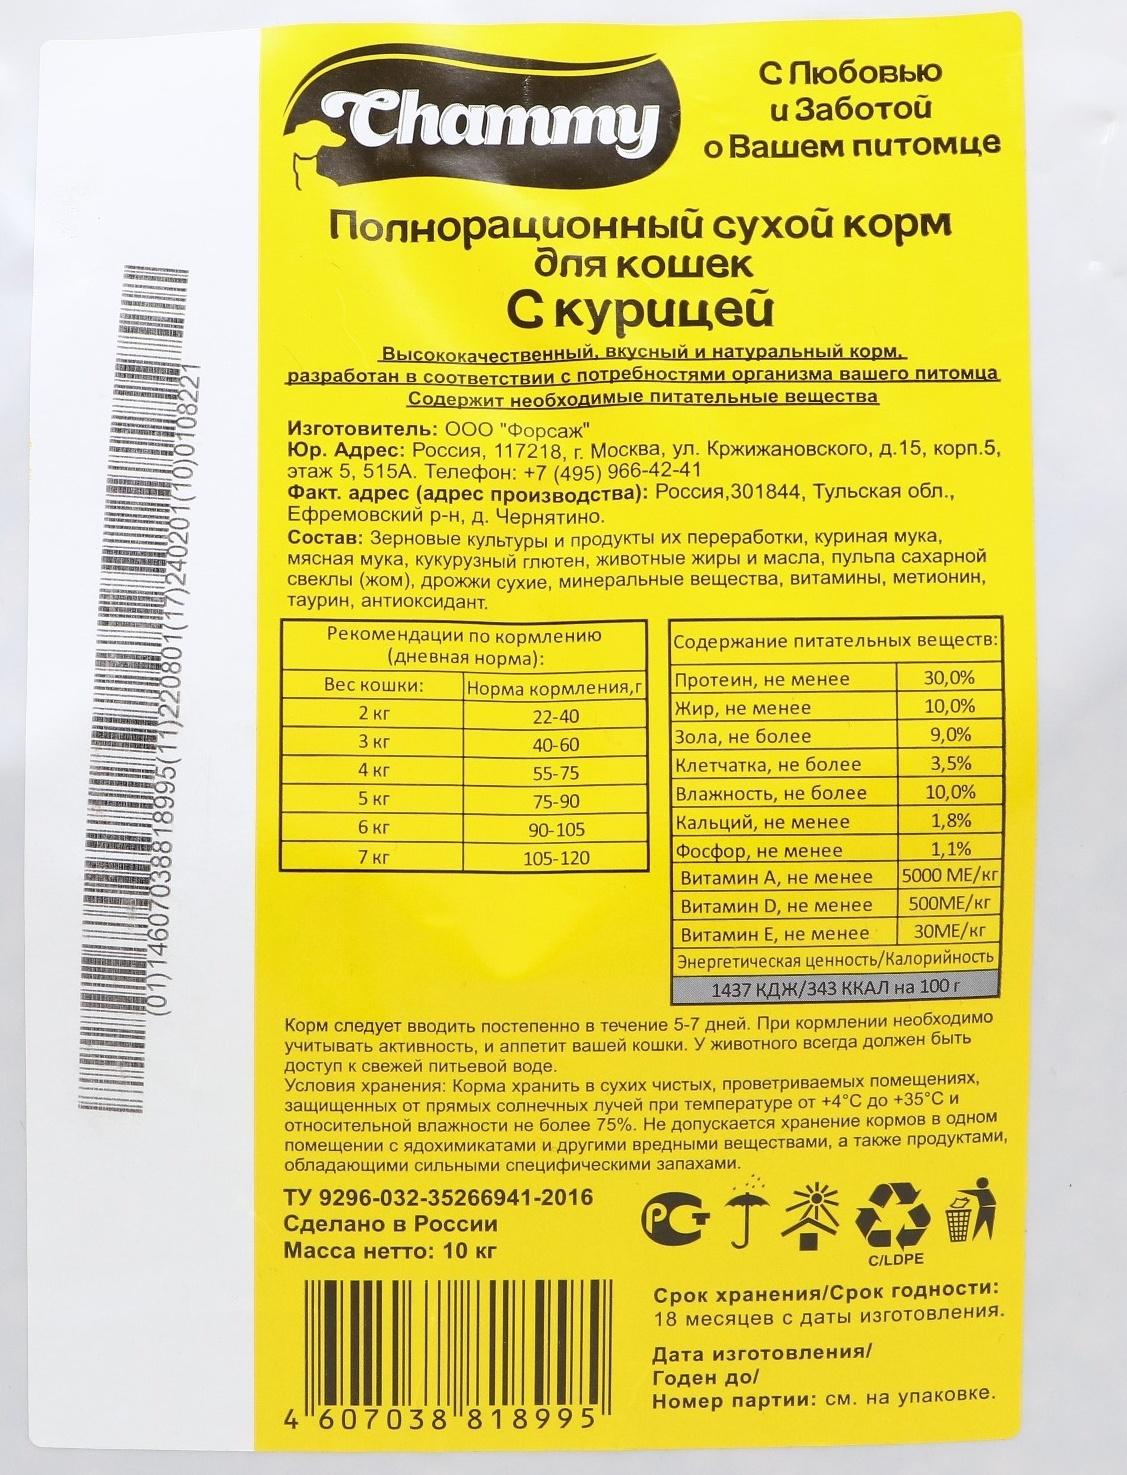 Chammy
С Любовью
и Заботой
о Вашем питомце
Полнорационный сухой корм
для кошек
С курицей
Высококачественный, вкусный и натуральный корм,
разработан в соответствии с потребностями организма вашего питомца
Содержит необходимые питательные вещества
Изготовитель: ООО "Форсаж"
Юр. Адрес: Россия, 117218, г. Москва, ул. Кржижановского, д.15, корп.5,
этаж 5, 515А. Телефон: +7 (495) 966-42-41
Факт. адрес (адрес производства): Россия,301844, Тульская обл.,
Ефремовский р-н, д. Чернятино.
Состав: Зерновые культуры и продукты их переработки, куриная мука,
мясная мука, кукурузный глютен, животные жиры и масла, пульпа сахарной
свеклы (жом), дрожжи сухие, минеральные вещества, витамины, метионин,
таурин, антиоксидант.
Рекомендации по кормлению
(дневная норма):
Вес кошки: Норма кормления,г
2 кг 22-40
3 кг 40-60
4 кг 55-75
5 кг 75-90
6 кг 90-105
7 кг 105-120
Содержание питательных веществ:
Протеин, не менее 30,0%
Жир, не менее 10,0%
Зола, не более 9,0%
Клетчатка, не более 3,5%
Влажность, не более 10,0%
Кальций, не менее 1,8%
Фосфор, не менее 1,1%
Витамин А, не менее 5000 МЕ/кг
Витамин D, не менее 500МЕ/кг
Витамин Е, не менее 30МЕ/кг
Энергетическая ценность/Калорийность
1437 КДЖ/343 ККАЛ на 100 г
Корм следует вводить постепенно в течение 5-7 дней. При кормлении необходимо
учитывать активность, и аппетит вашей кошки. У животного всегда должен быть
доступ к свежей питьевой воде.
Условия хранения: Корма хранить в сухих чистых, проветриваемых помещениях,
защищенных от прямых солнечных лучей при температуре от +4°С до +35°С и
относительной влажности не более 75%. Не допускается хранение кормов в одном
помещении с ядохимикатами и другими вредными веществами, а также продуктами,
обладающими сильными специфическими запахами.
ТУ 9296-032-35266941-2016
Сделано в России
Масса нетто: 10 кг
РСТ
C/LDPE
4 607038 818995
Срок хранения/Срок годности:
18 месяцев с даты изготовления.
Дата изготовления/
Годен до/
Номер партии: см. на упаковке.
(01)14607038818995(11)220801(17)240201(10)0108221